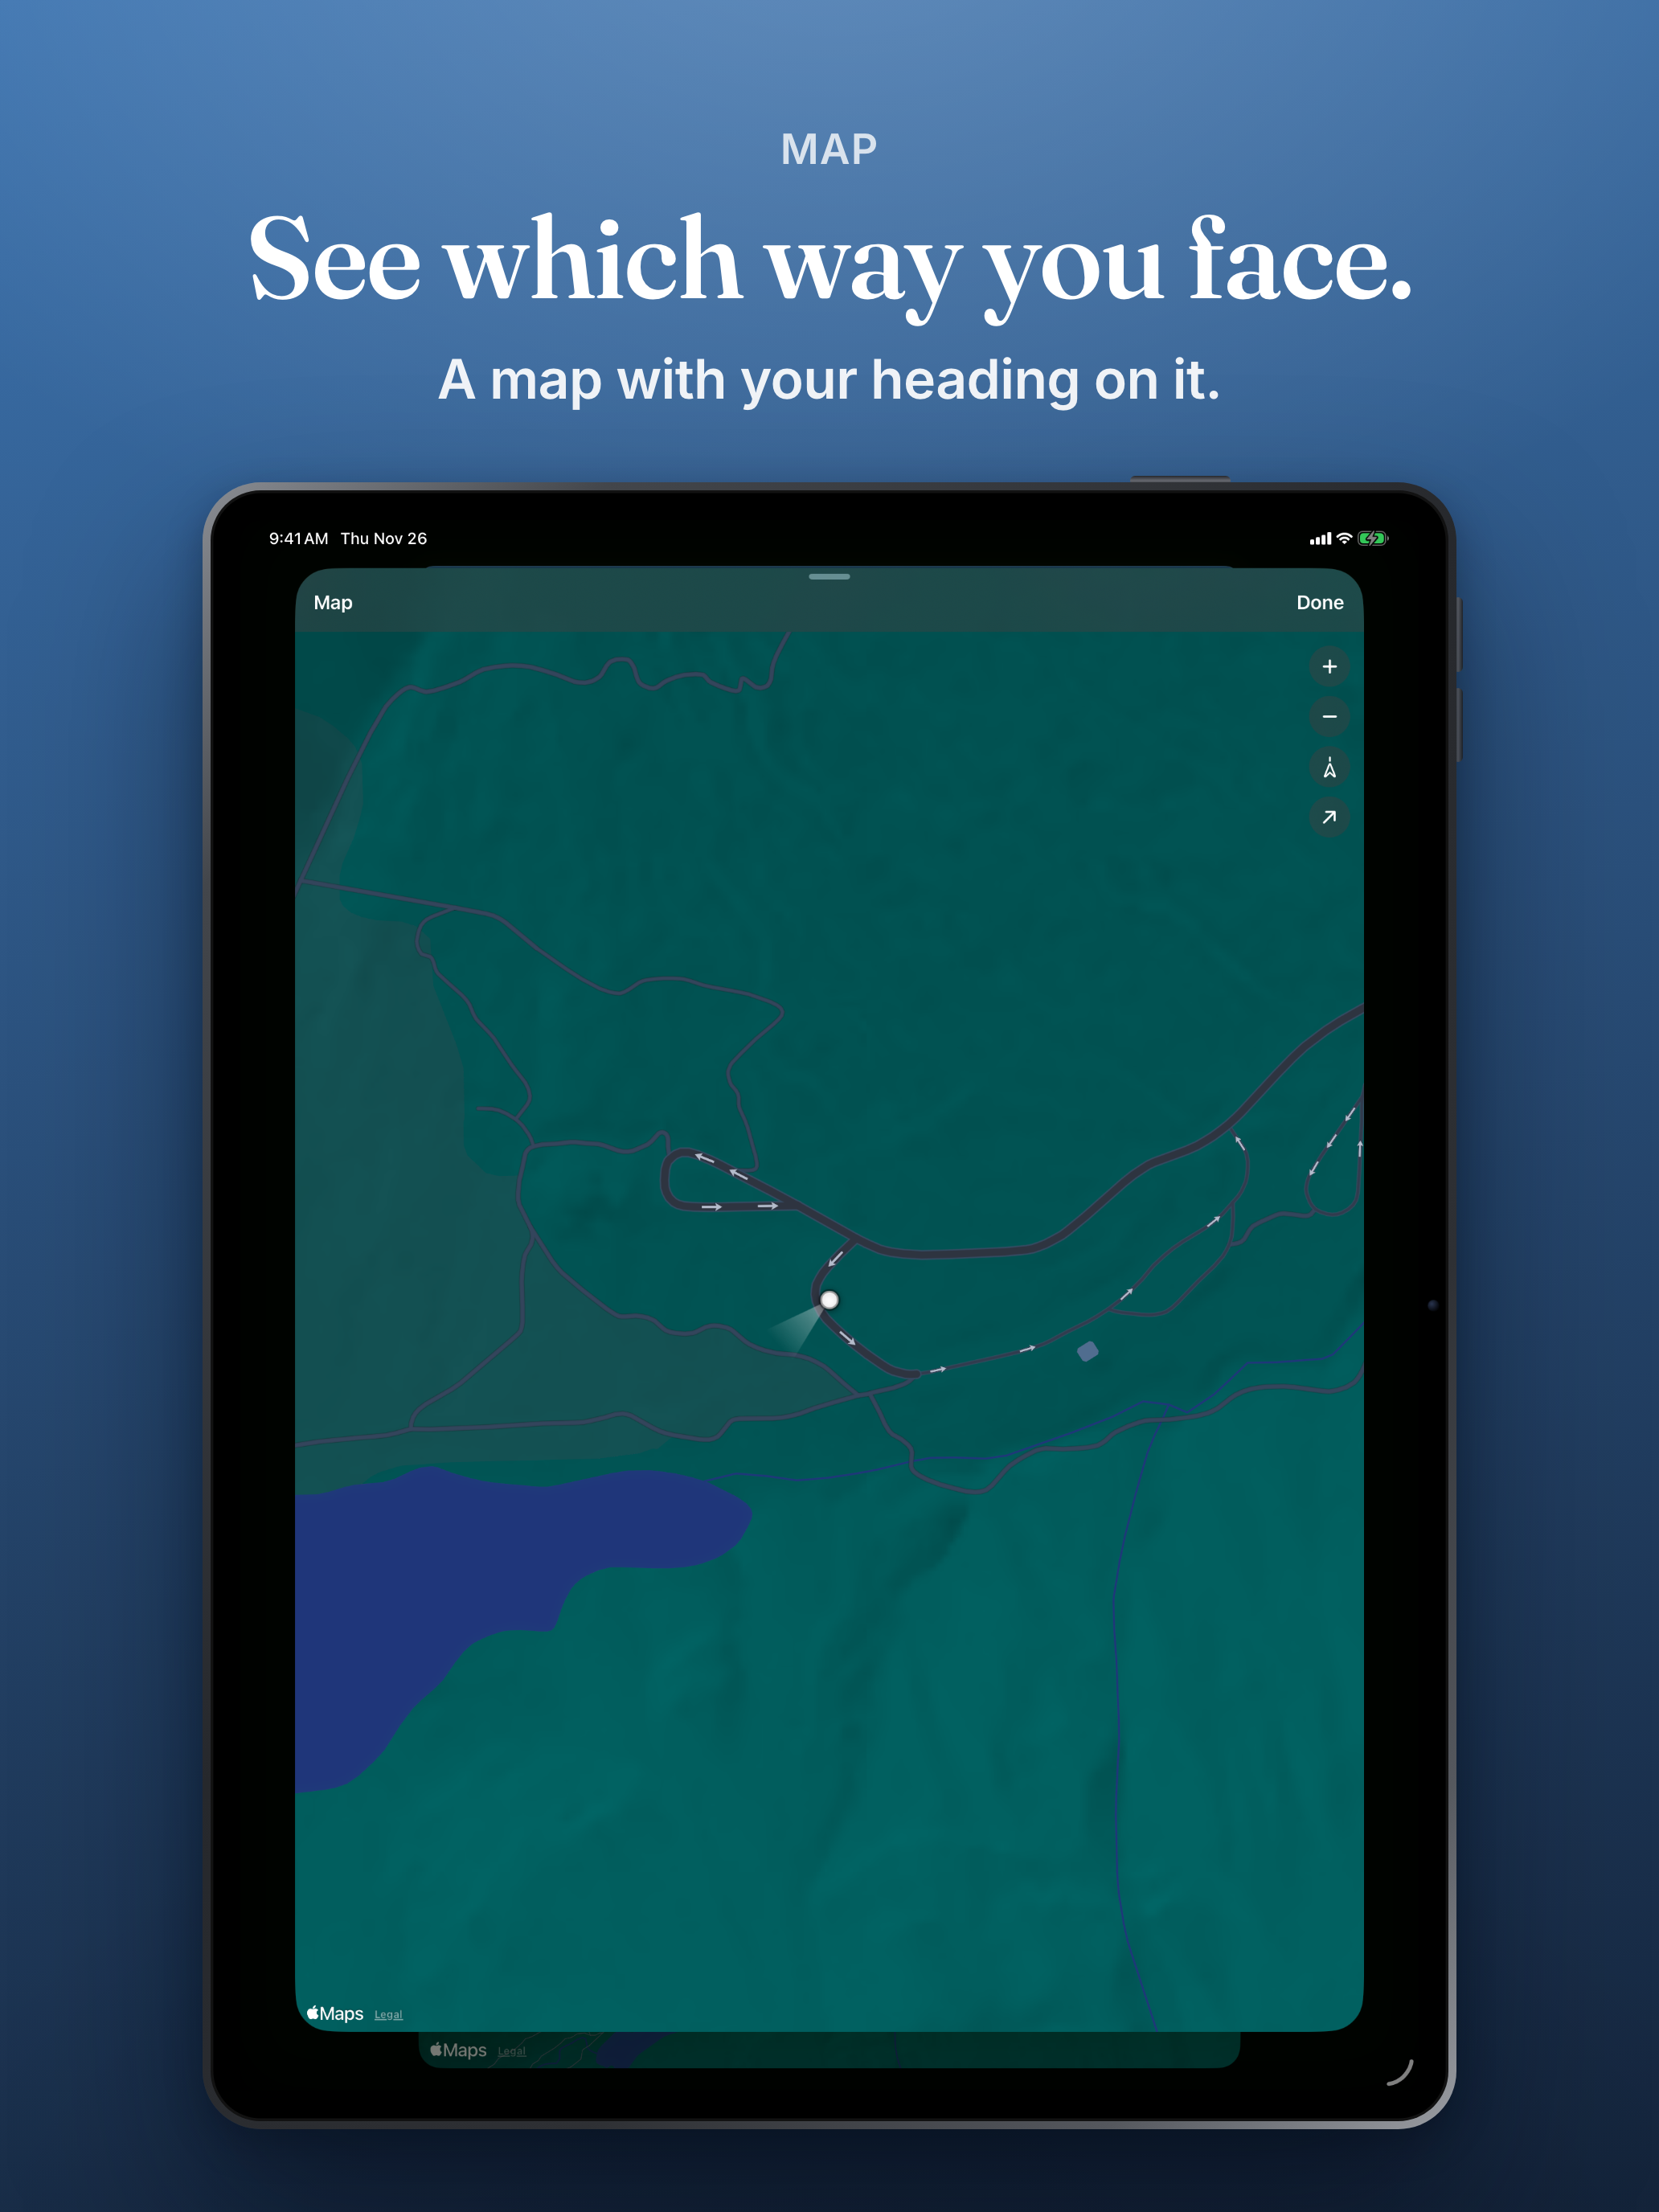 MAP
See which way you face.
A map with your heading on it.
9:41 AM Thu Nov 26
Map
Done
Maps Legal
Maps Legal